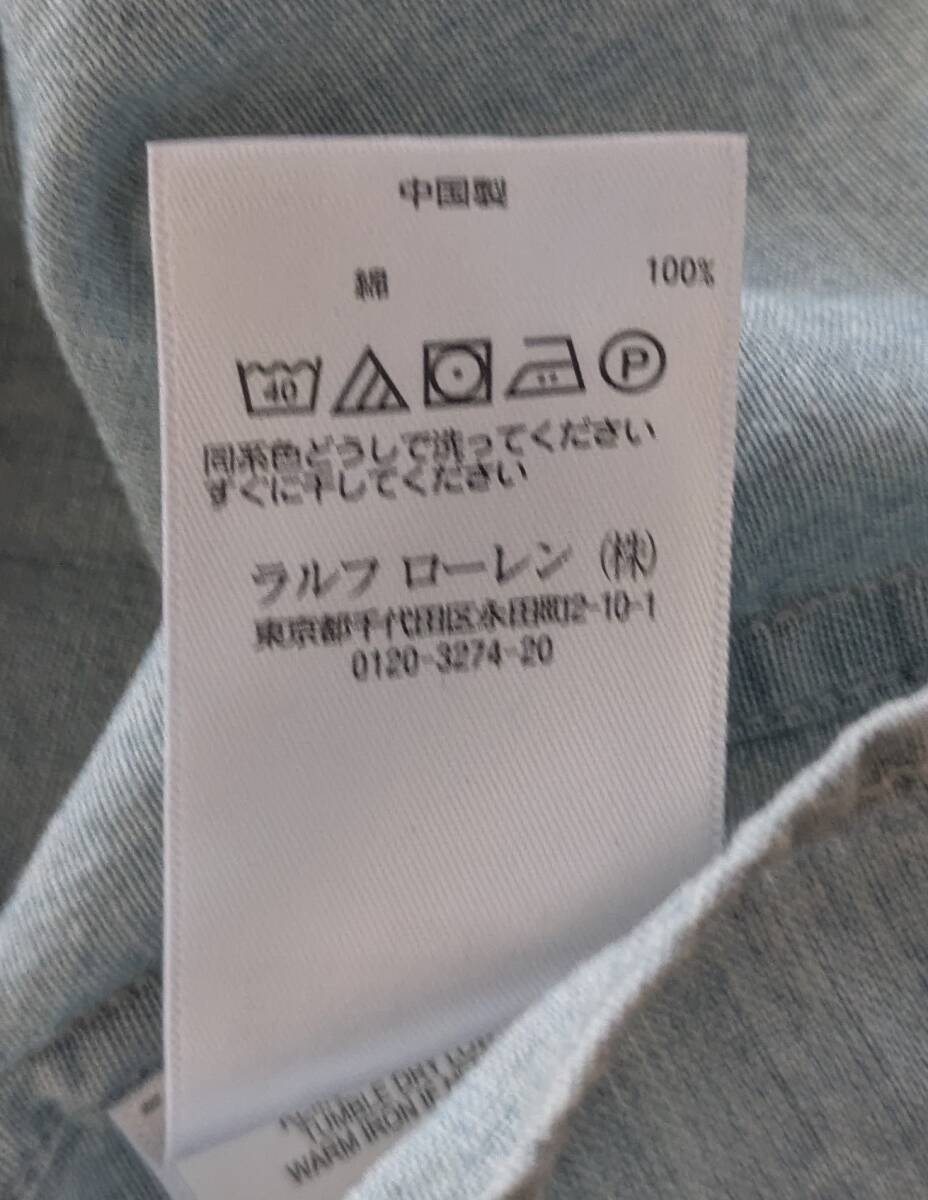 中国製
綿 100%
40 P
同系色どうしで洗ってください
すぐに干してください
ラルフ ローレン (株)
東京都千代田区永田町2-10-1
0120-3274-20
TUMBLE DRY LOW
WARM IRON IF